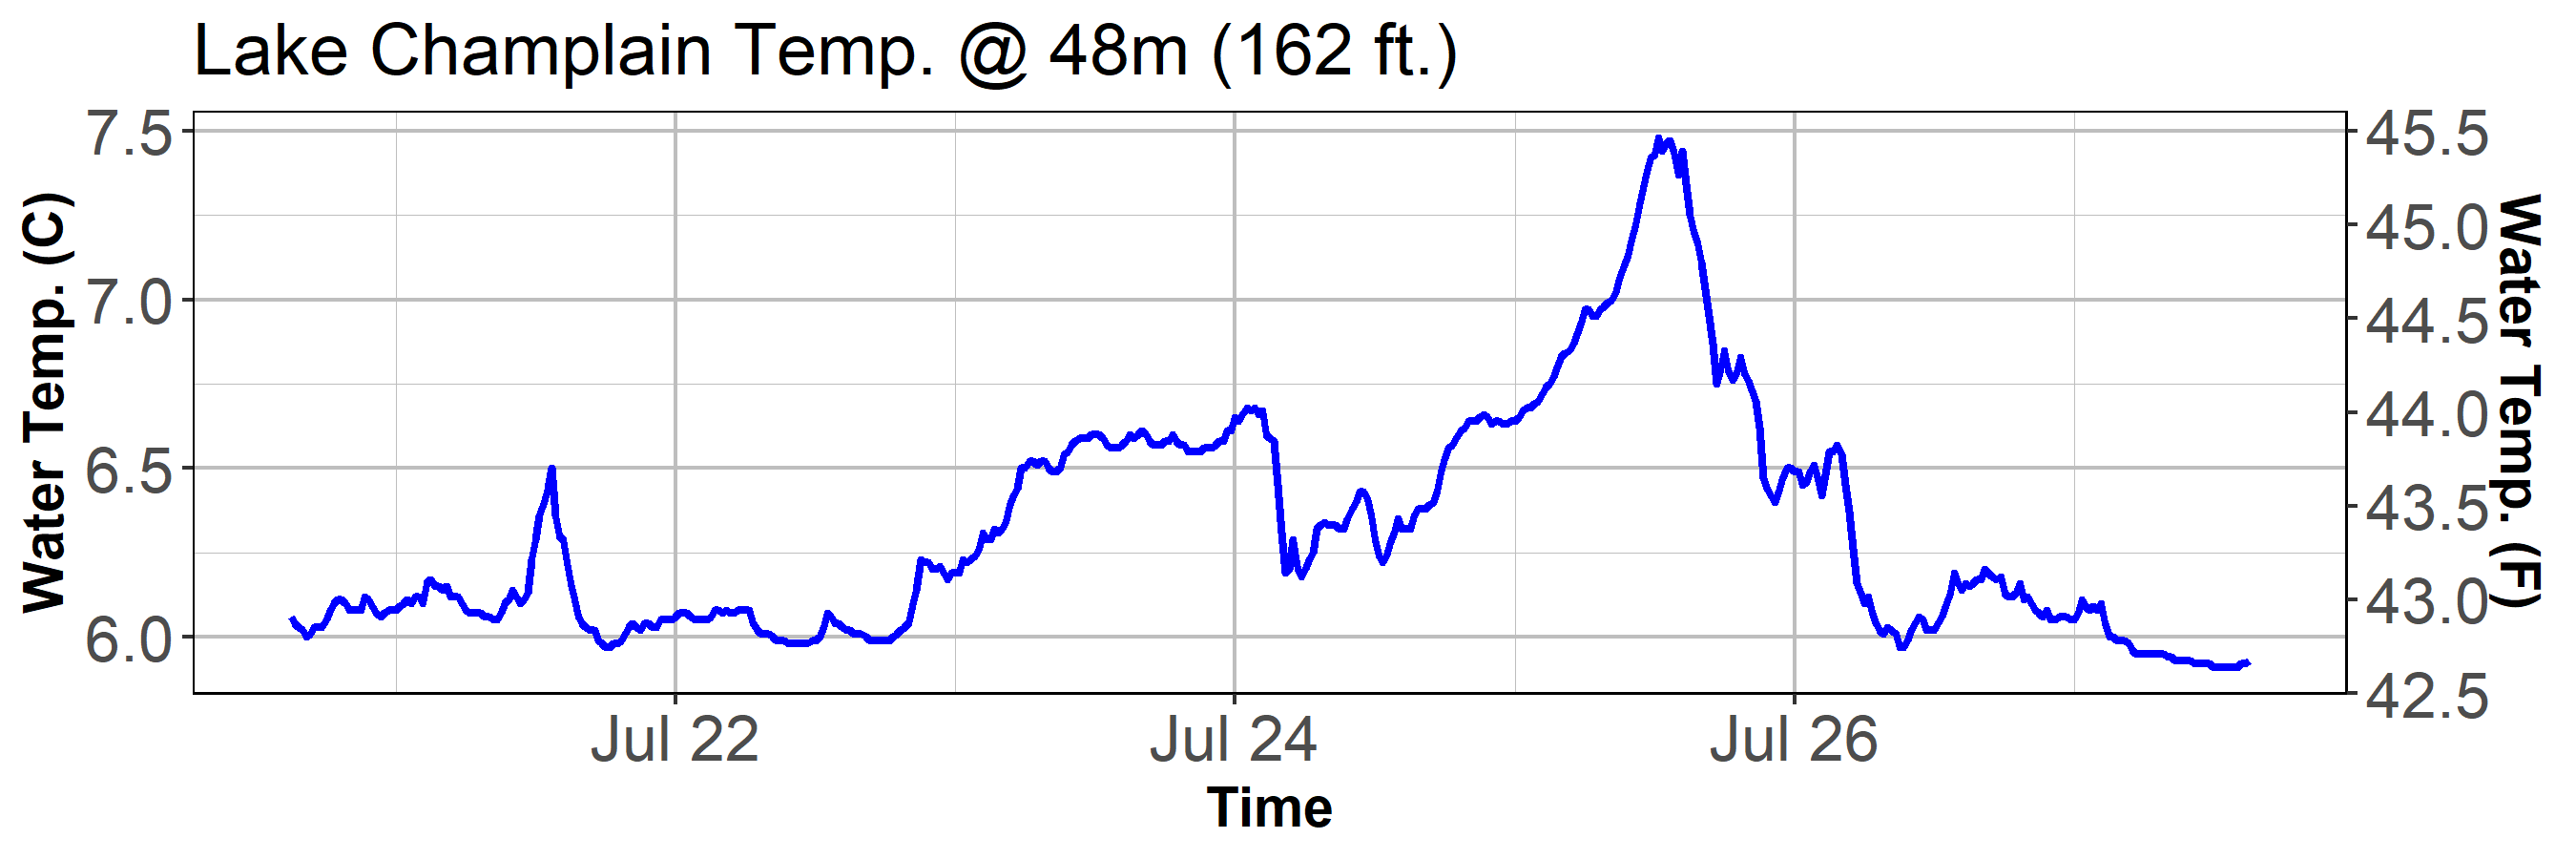 Lake Champlain Temp. @ 48m (162 ft.)
Water Temp. (C)
7.5
7.0
6.5
6.0
45.5
45.0
44.5
44.0
43.5
43.0
42.5
Water Temp. (F)
Jul 22
Jul 24
Jul 26
Time